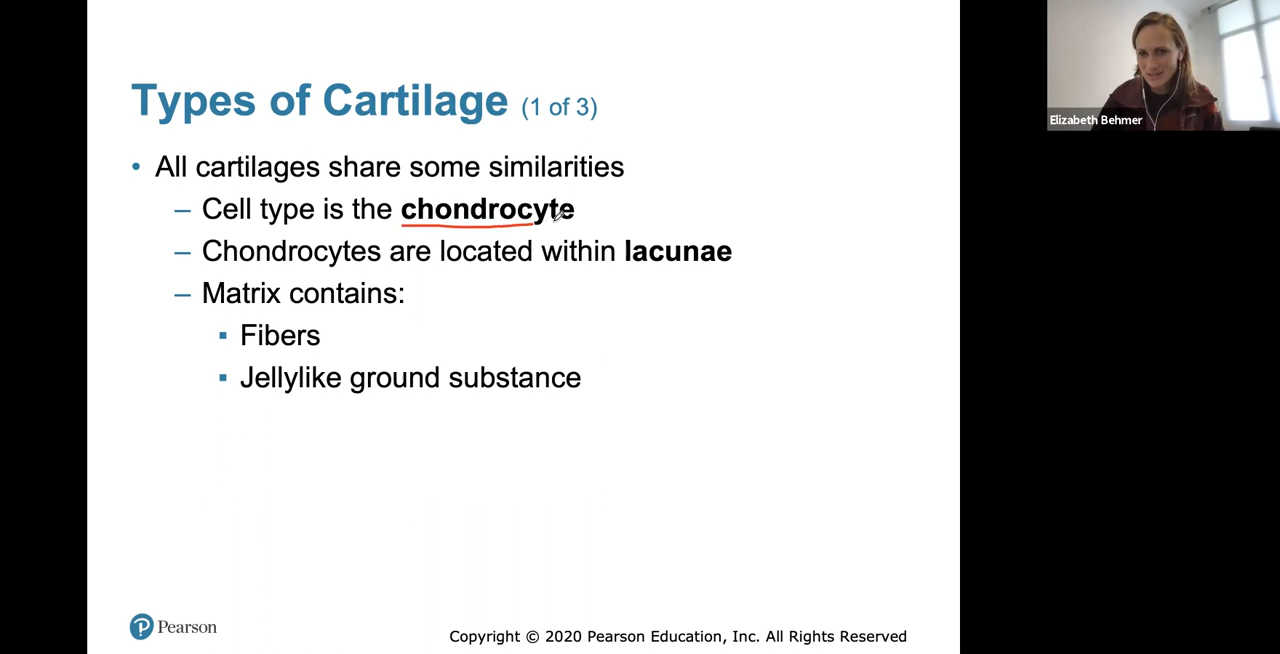 Types of Cartilage (1 of 3)
• All cartilages share some similarities
– Cell type is the chondrocyte
– Chondrocytes are located within lacunae
– Matrix contains:
▪ Fibers
▪ Jellylike ground substance
Pearson
Copyright © 2020 Pearson Education, Inc. All Rights Reserved
Elizabeth Behmer